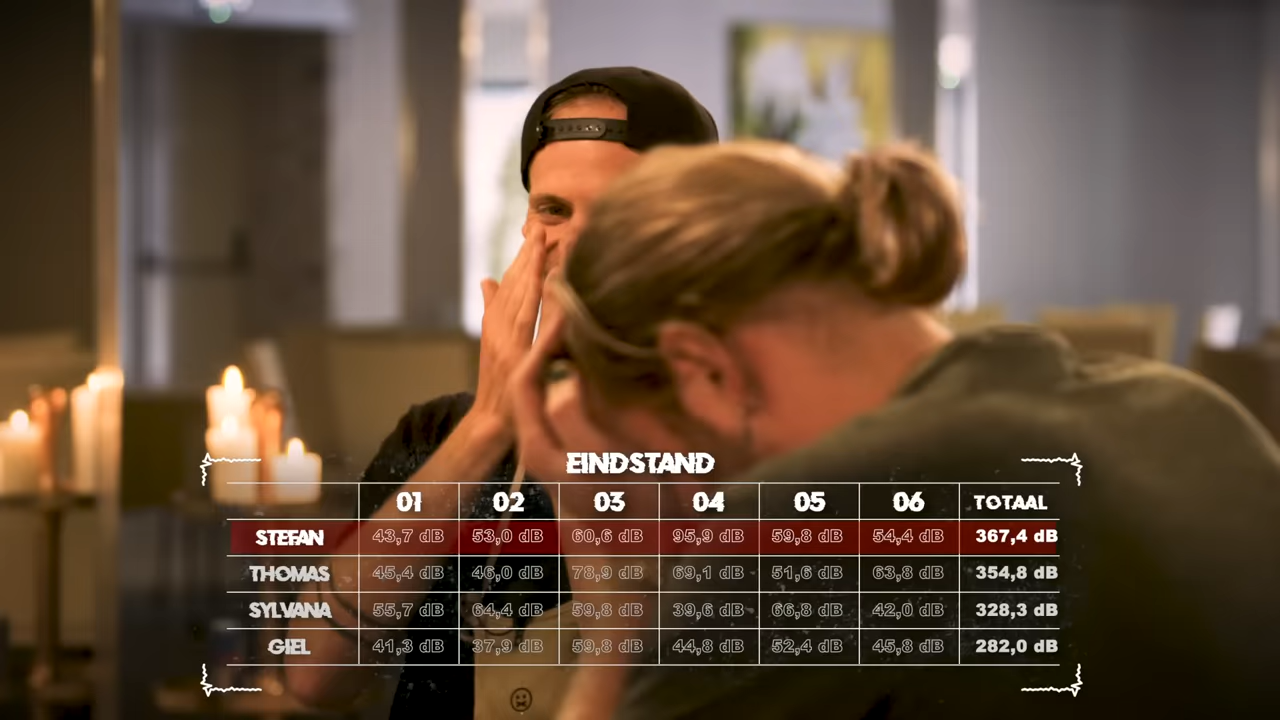 EINDSTAND
01 02 03 04 05 06 TOTAAL
STEFAN 43,7 dB 53,0 dB 60,6 dB 95,9 dB 59,8 dB 54,4 dB 367,4 dB
THOMAS 45,4 dB 46,0 dB 78,9 dB 69,1 dB 51,6 dB 63,8 dB 354,8 dB
SYLVANA 55,7 dB 64,4 dB 59,8 dB 39,6 dB 66,8 dB 42,0 dB 328,3 dB
GIEL 41,3 dB 37,9 dB 59,8 dB 44,8 dB 52,4 dB 45,8 dB 282,0 dB